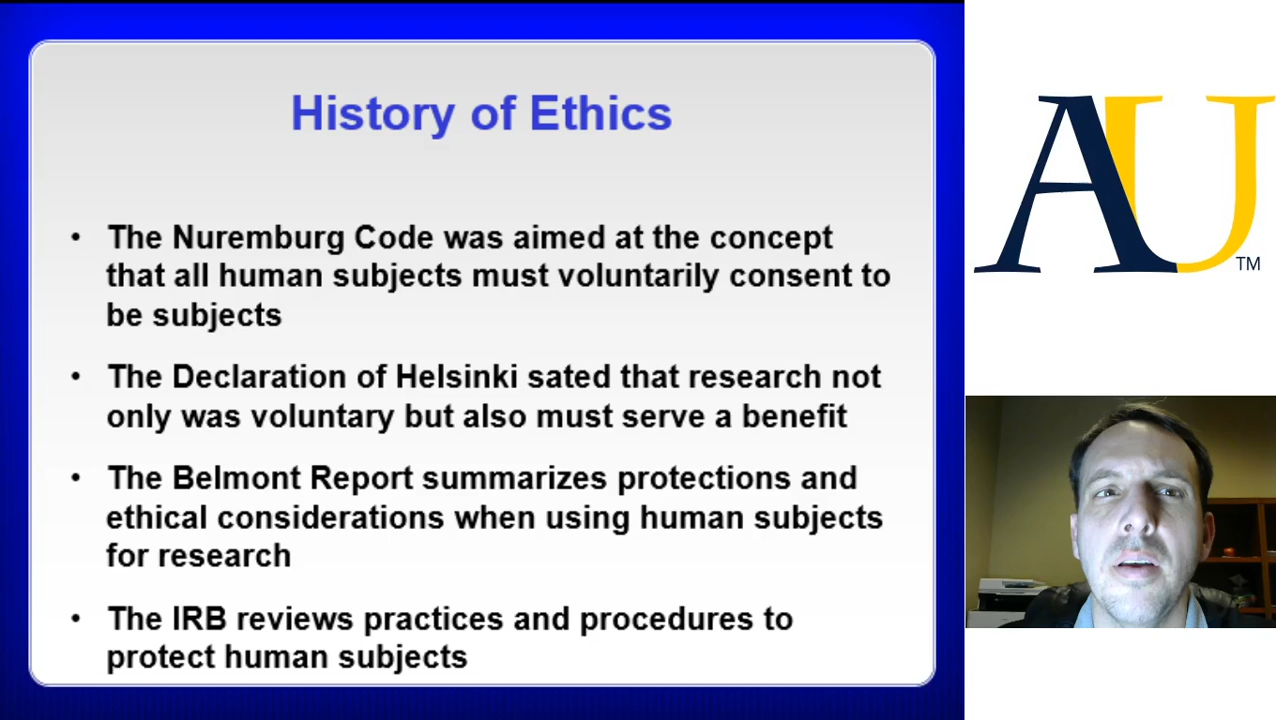 History of Ethics
• The Nuremburg Code was aimed at the concept
that all human subjects must voluntarily consent to
be subjects
• The Declaration of Helsinki sated that research not
only was voluntary but also must serve a benefit
• The Belmont Report summarizes protections and
ethical considerations when using human subjects
for research
• The IRB reviews practices and procedures to
protect human subjects
AU TM